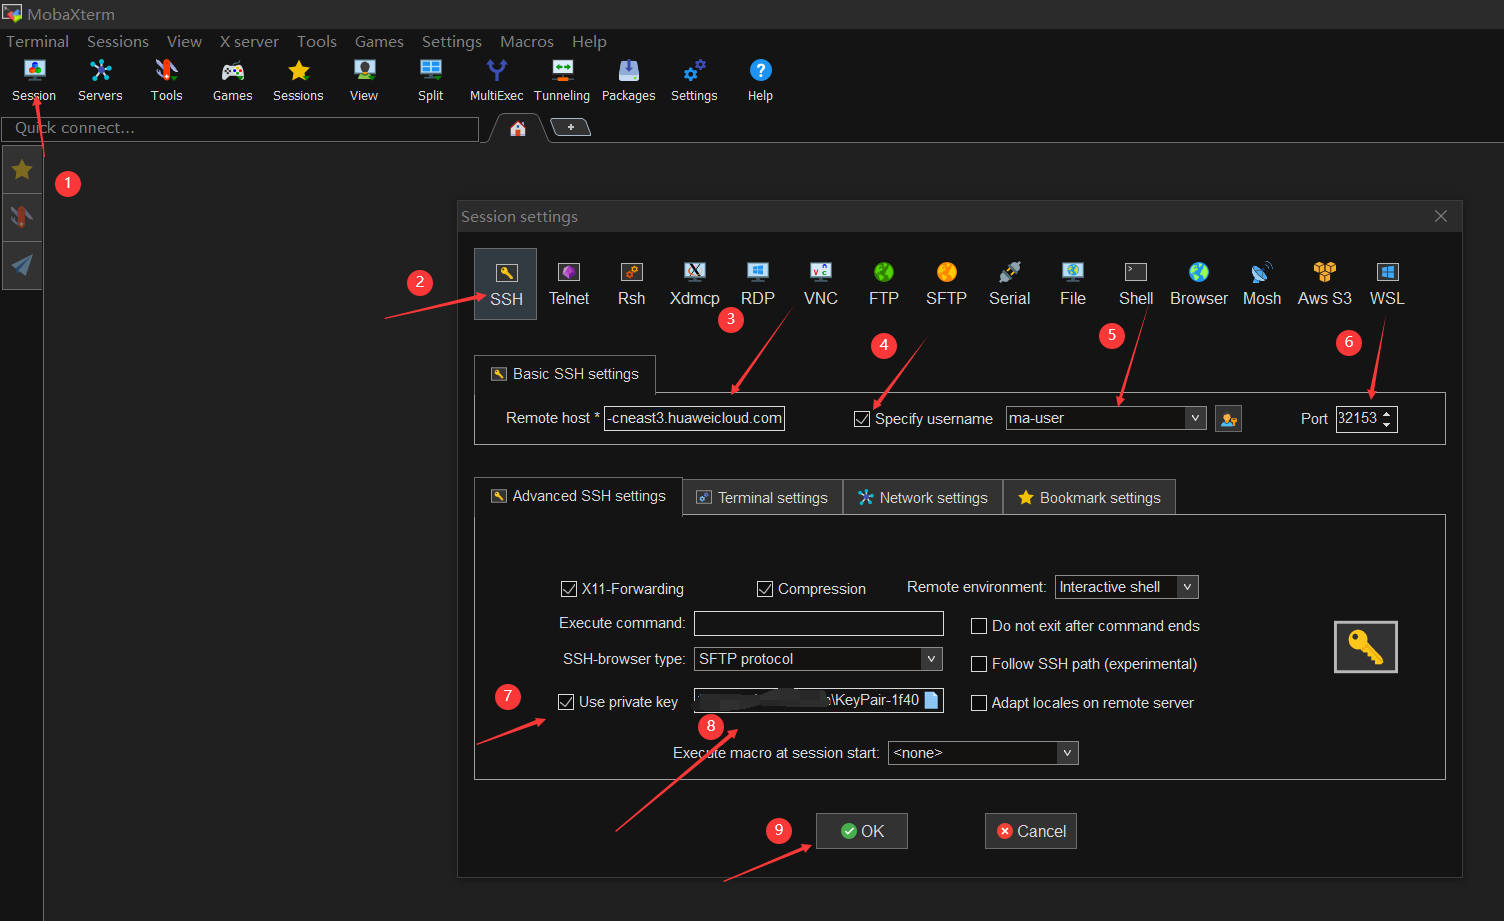 MobaXterm
Terminal Sessions View X server Tools Games Settings Macros Help
Session Servers Tools Games Sessions View Split MultiExec Tunneling Packages Settings Help
Quick connect...
1
Session settings
2
SSH Telnet Rsh Xdmcp RDP VNC FTP SFTP Serial File Shell Browser Mosh Aws S3 WSL
3 4 5 6
Basic SSH settings
Remote host * -cneast3.huaweicloud.com Specify username ma-user Port 32153
Advanced SSH settings Terminal settings Network settings Bookmark settings
X11-Forwarding Compression Remote environment: Interactive shell
Execute command: Do not exit after command ends
SSH-browser type: SFTP protocol Follow SSH path (experimental)
7 Use private key \KeyPair-1f40 Adapt locales on remote server
8
Execute macro at session start: <none>
9 OK Cancel